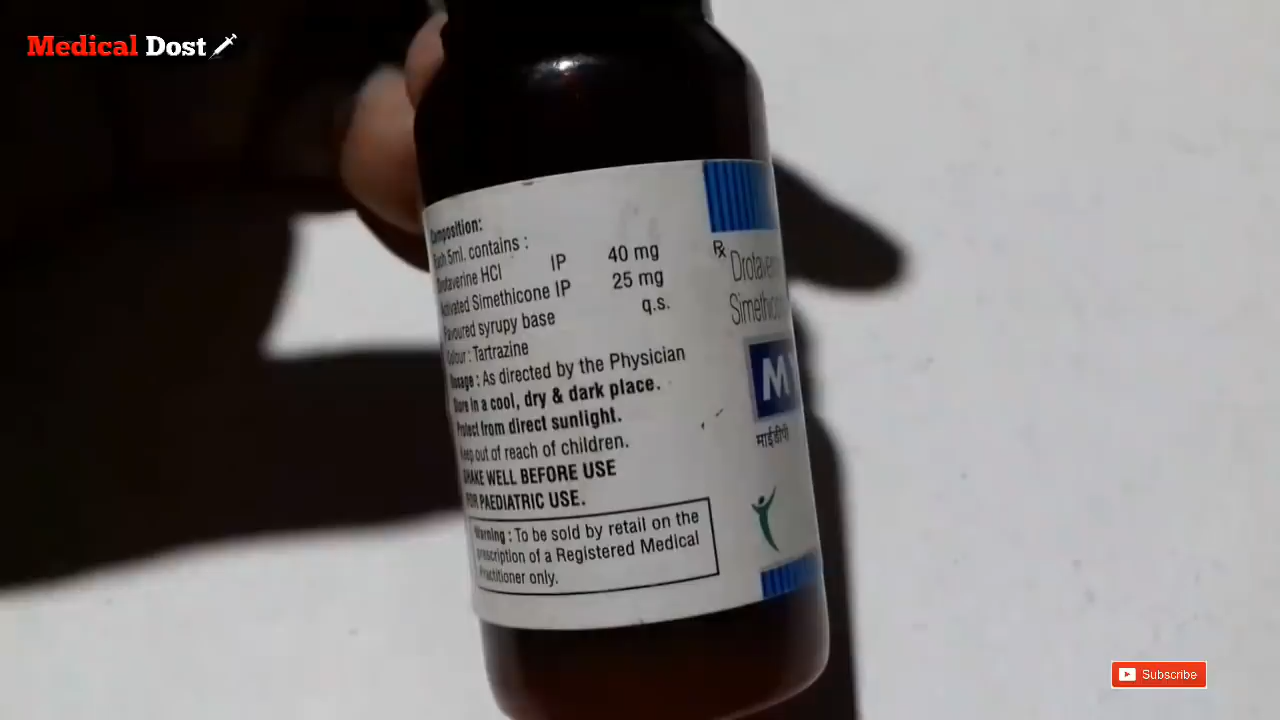 Medical Dost
Composition:
Each 5ml. contains :
Drotaverine HCl IP 40 mg
Activated Simethicone IP 25 mg
Flavoured syrupy base q.s.
Colour : Tartrazine
Dosage : As directed by the Physician
Store in a cool, dry & dark place.
Protect from direct sunlight.
Keep out of reach of children.
SHAKE WELL BEFORE USE
FOR PAEDIATRIC USE.
Warning : To be sold by retail on the
prescription of a Registered Medical
Practitioner only.
Rx
Drotaver
Simethico
M
माईडीपी
Subscribe